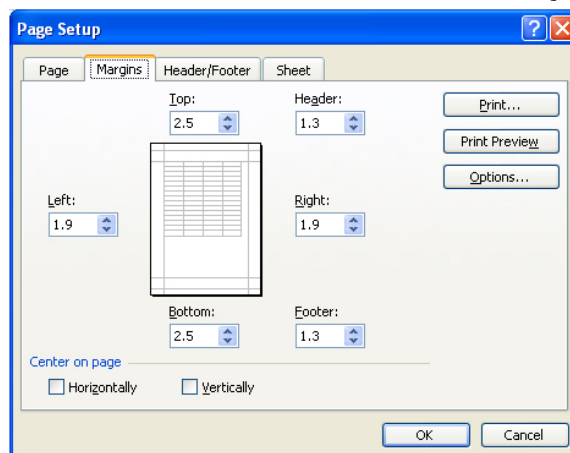 Page Setup
Page Margins Header/Footer Sheet
Top: Header:
2.5 1.3
Print...
Print Preview
Options...
Left: Right:
1.9 1.9
Bottom: Footer:
2.5 1.3
Center on page
Horizontally Vertically
OK Cancel